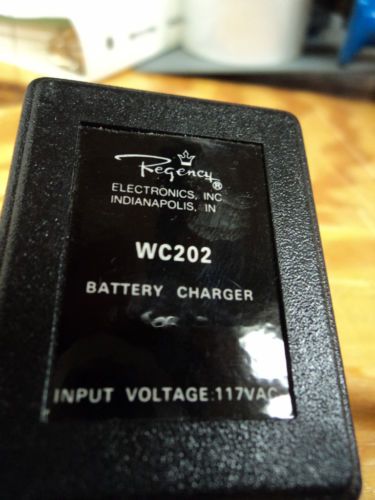 Regency®
ELECTRONICS, INC
INDIANAPOLIS, IN
WC202
BATTERY CHARGER
INPUT VOLTAGE:117VAC